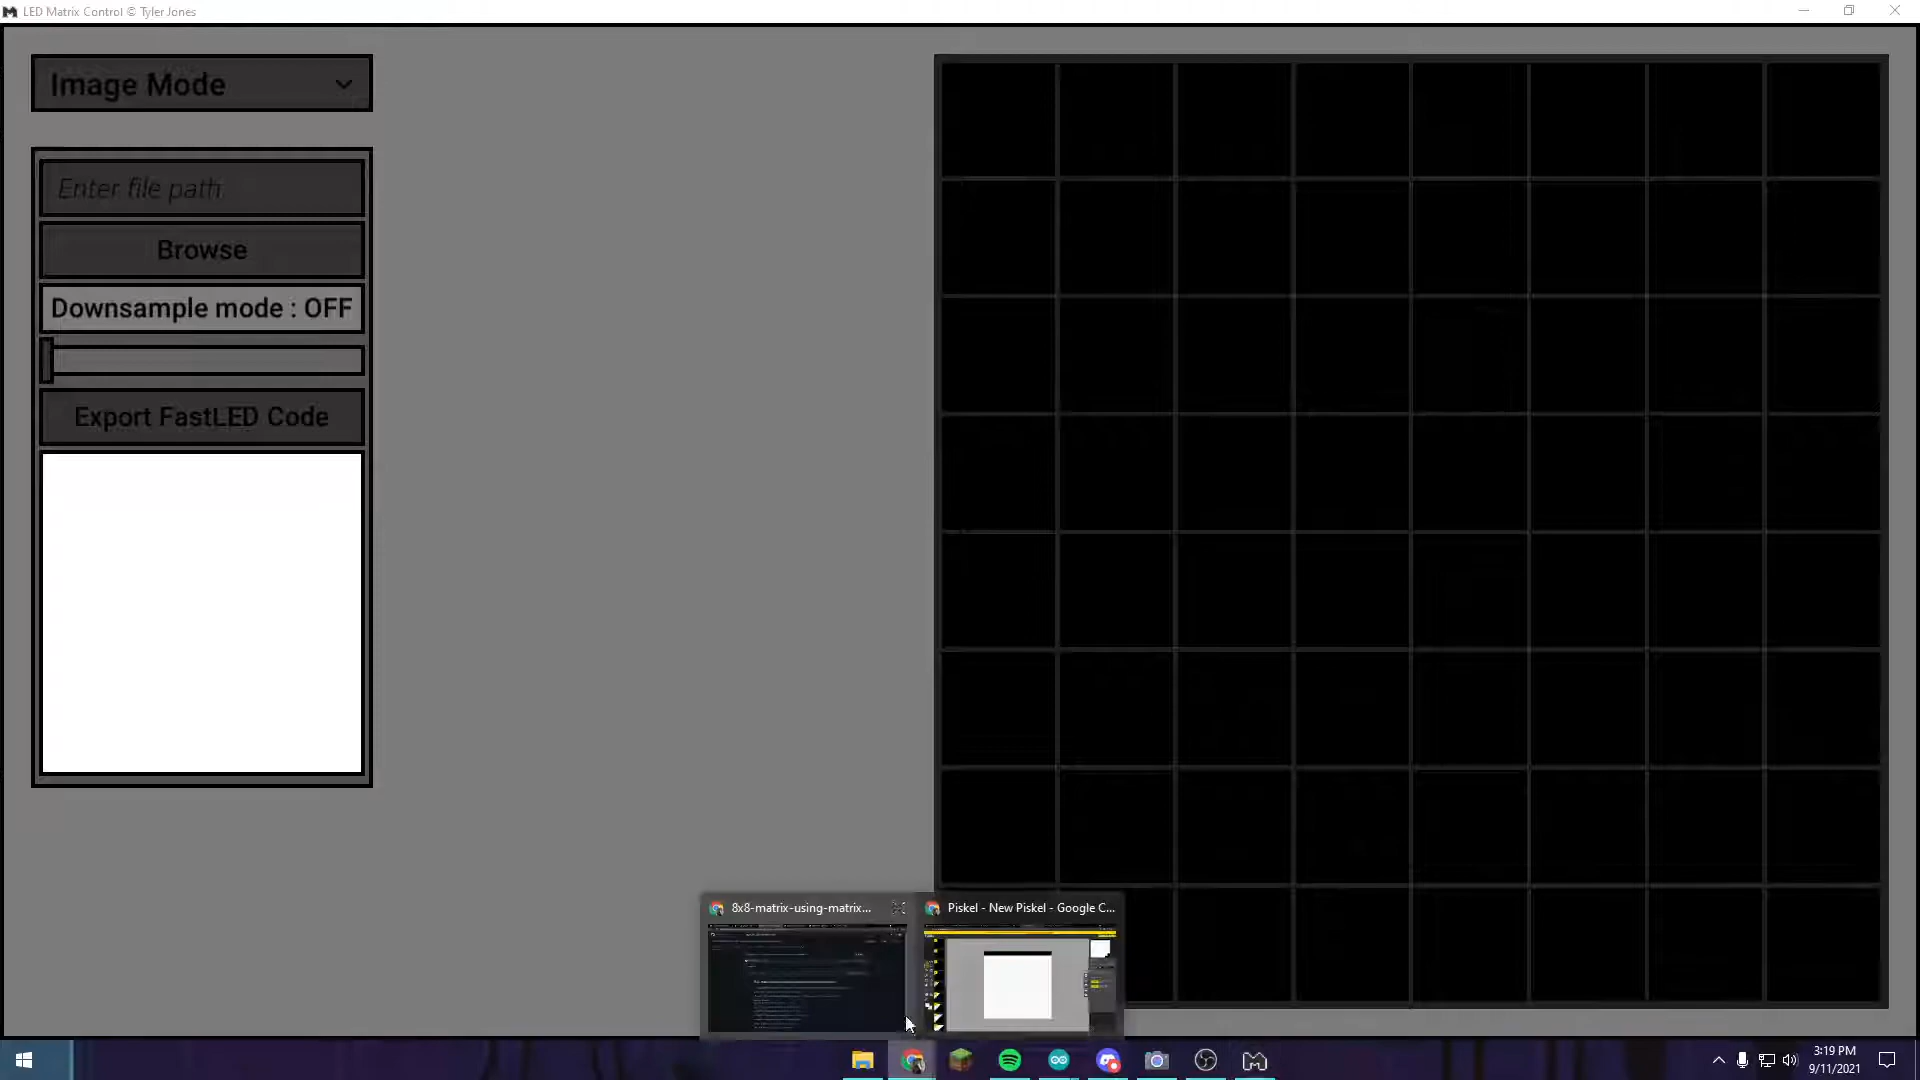 LED Matrix Control © Tyler Jones
Image Mode
Enter file path
Browse
Downsample mode : OFF
Export FastLED Code
8x8-matrix-using-matrix...
Piskel - New Piskel - Google C...
3:19 PM
9/11/2021